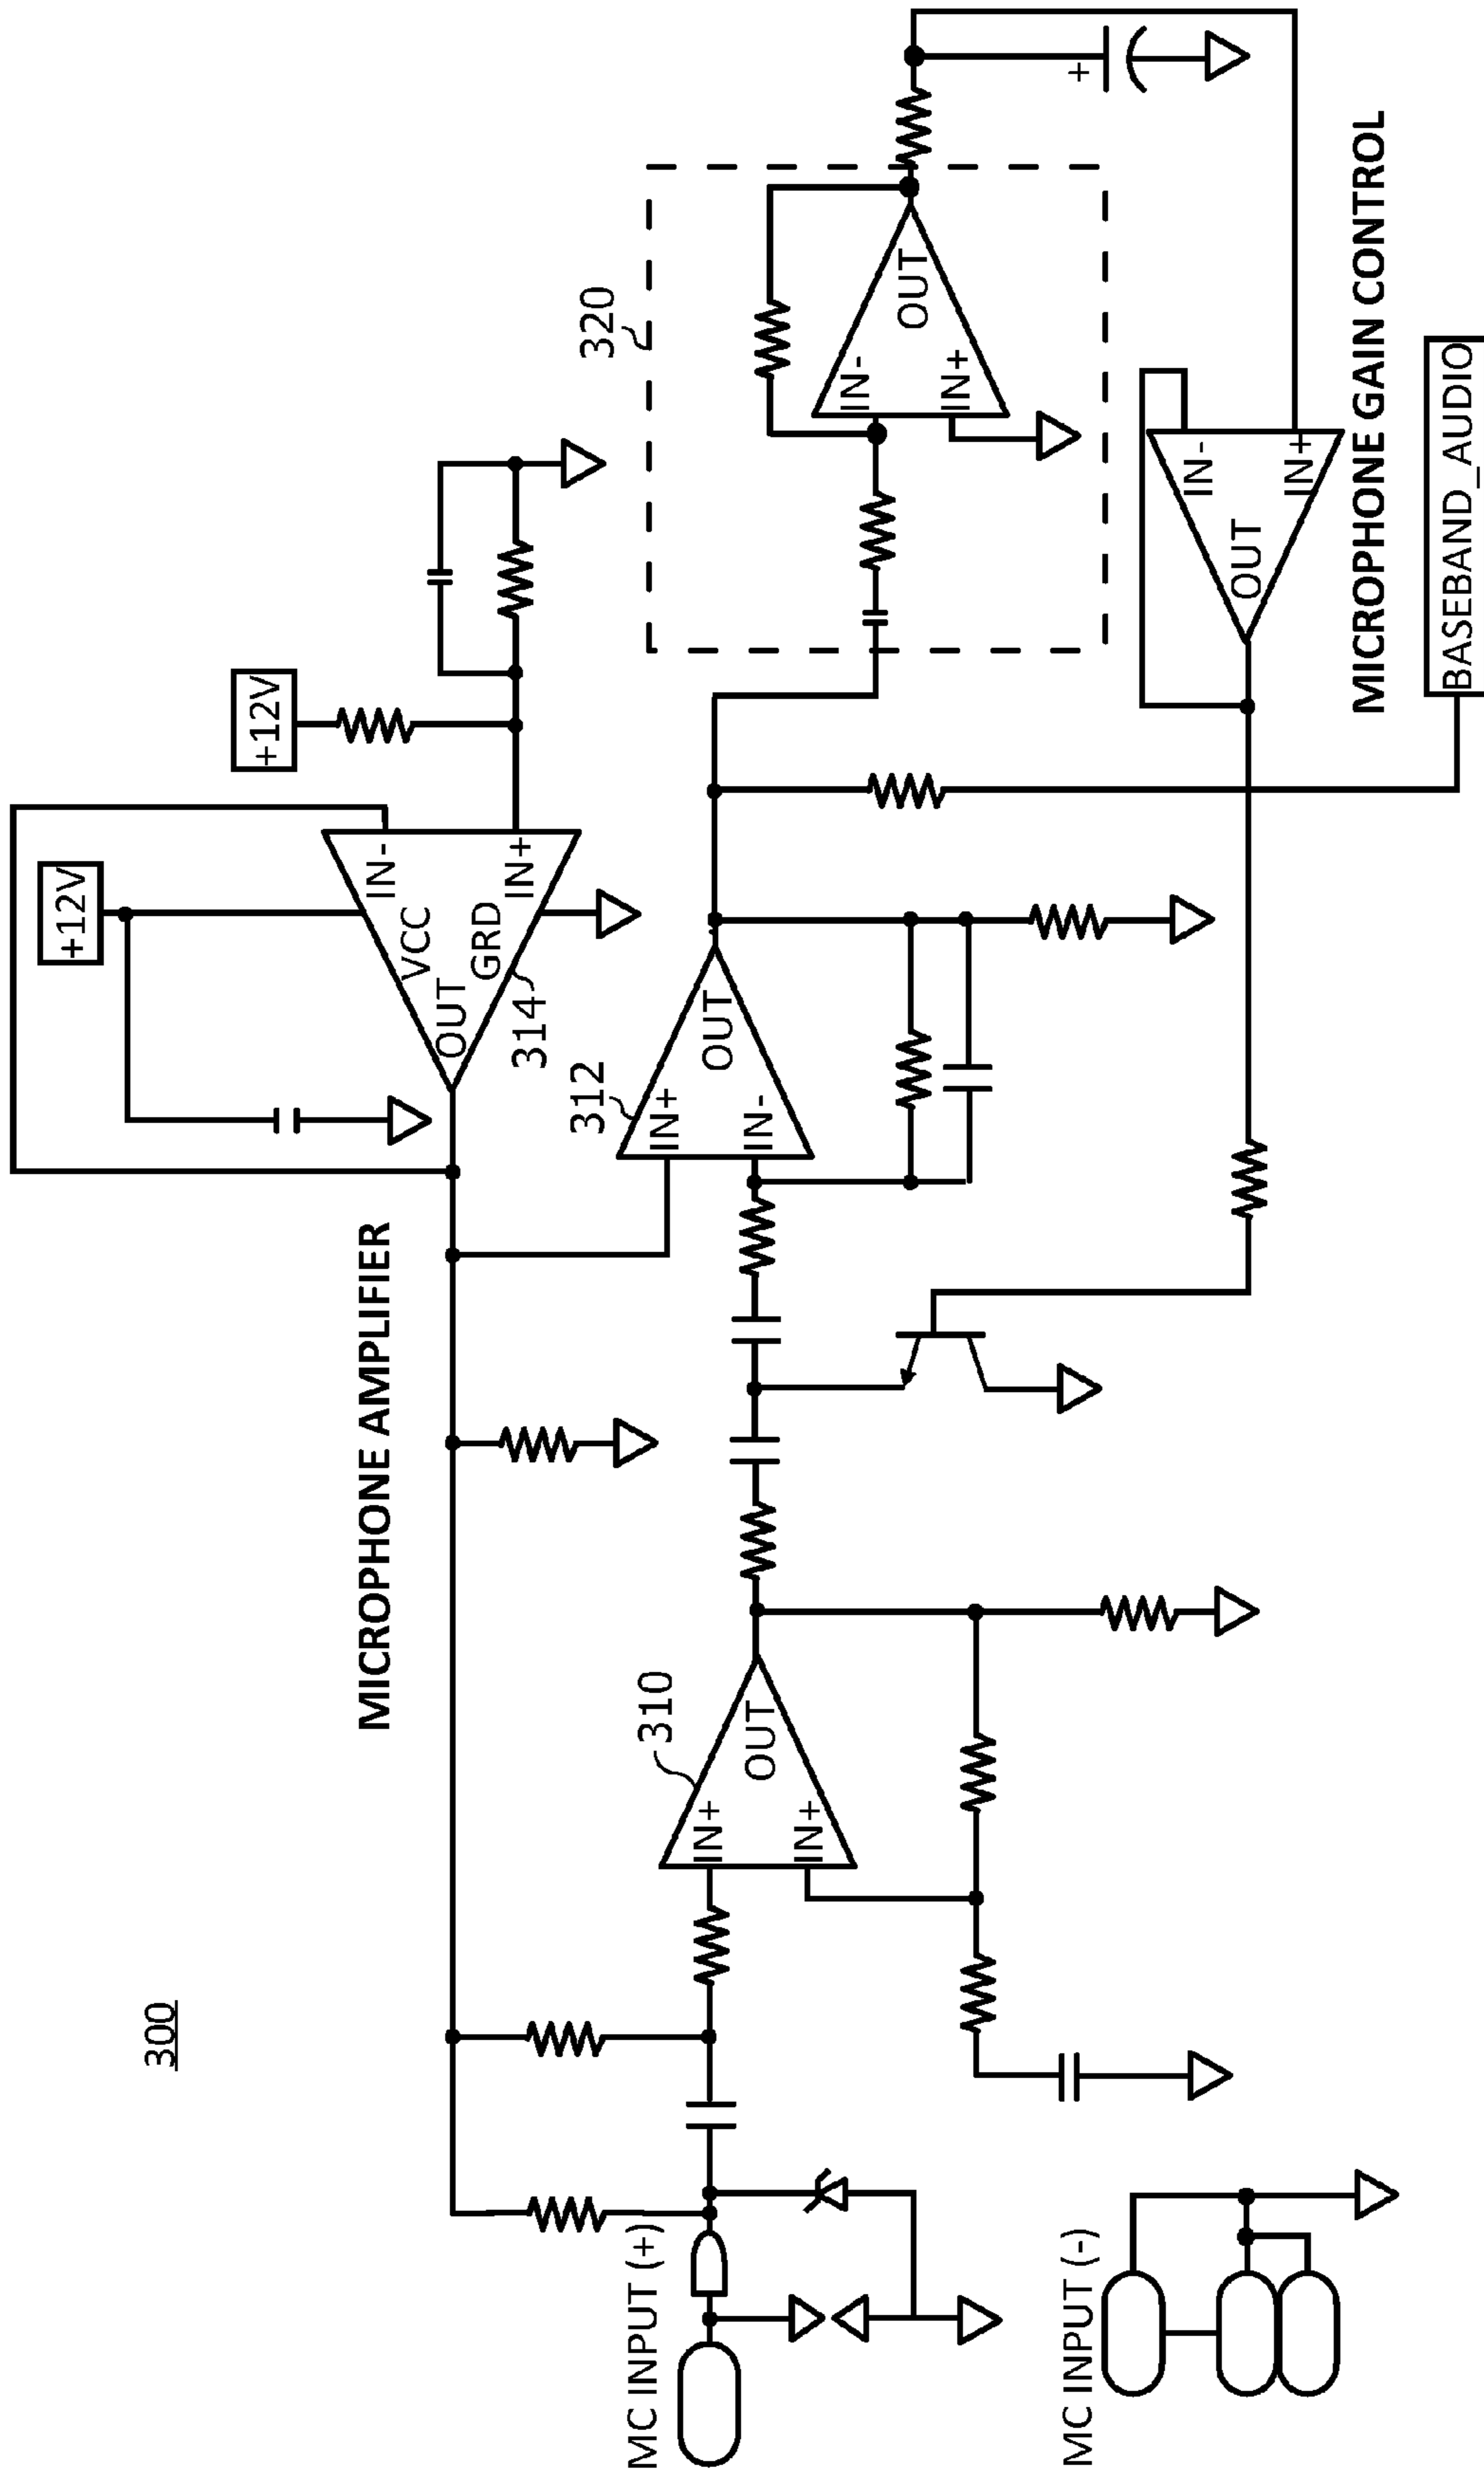 300
MICROPHONE AMPLIFIER
+12V
+12V
IN-
VCC
OUT
GRD
IN+
314
MC INPUT (+)
MC INPUT (-)
310
IN+
OUT
IN+
312
IN+
OUT
IN-
320
IN-
OUT
IN+
+
IN-
OUT
IN+
MICROPHONE GAIN CONTROL
BASEBAND_AUDIO